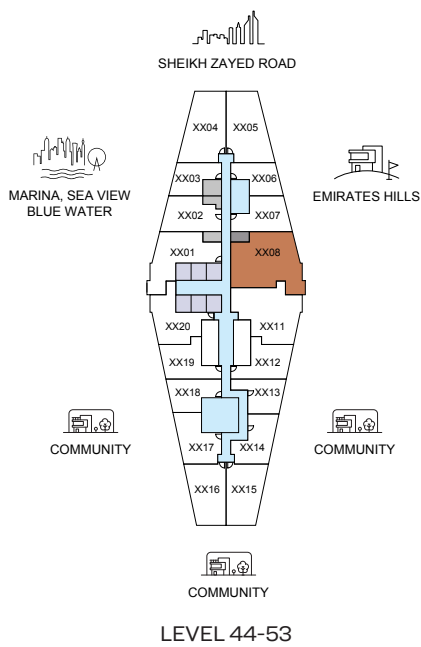 SHEIKH ZAYED ROAD
MARINA, SEA VIEW
BLUE WATER
EMIRATES HILLS
XX04
XX05
XX03
XX06
XX02
XX07
XX01
XX08
XX20
XX11
XX19
XX12
XX18
XX13
XX17
XX14
XX16
XX15
COMMUNITY
COMMUNITY
COMMUNITY
LEVEL 44-53